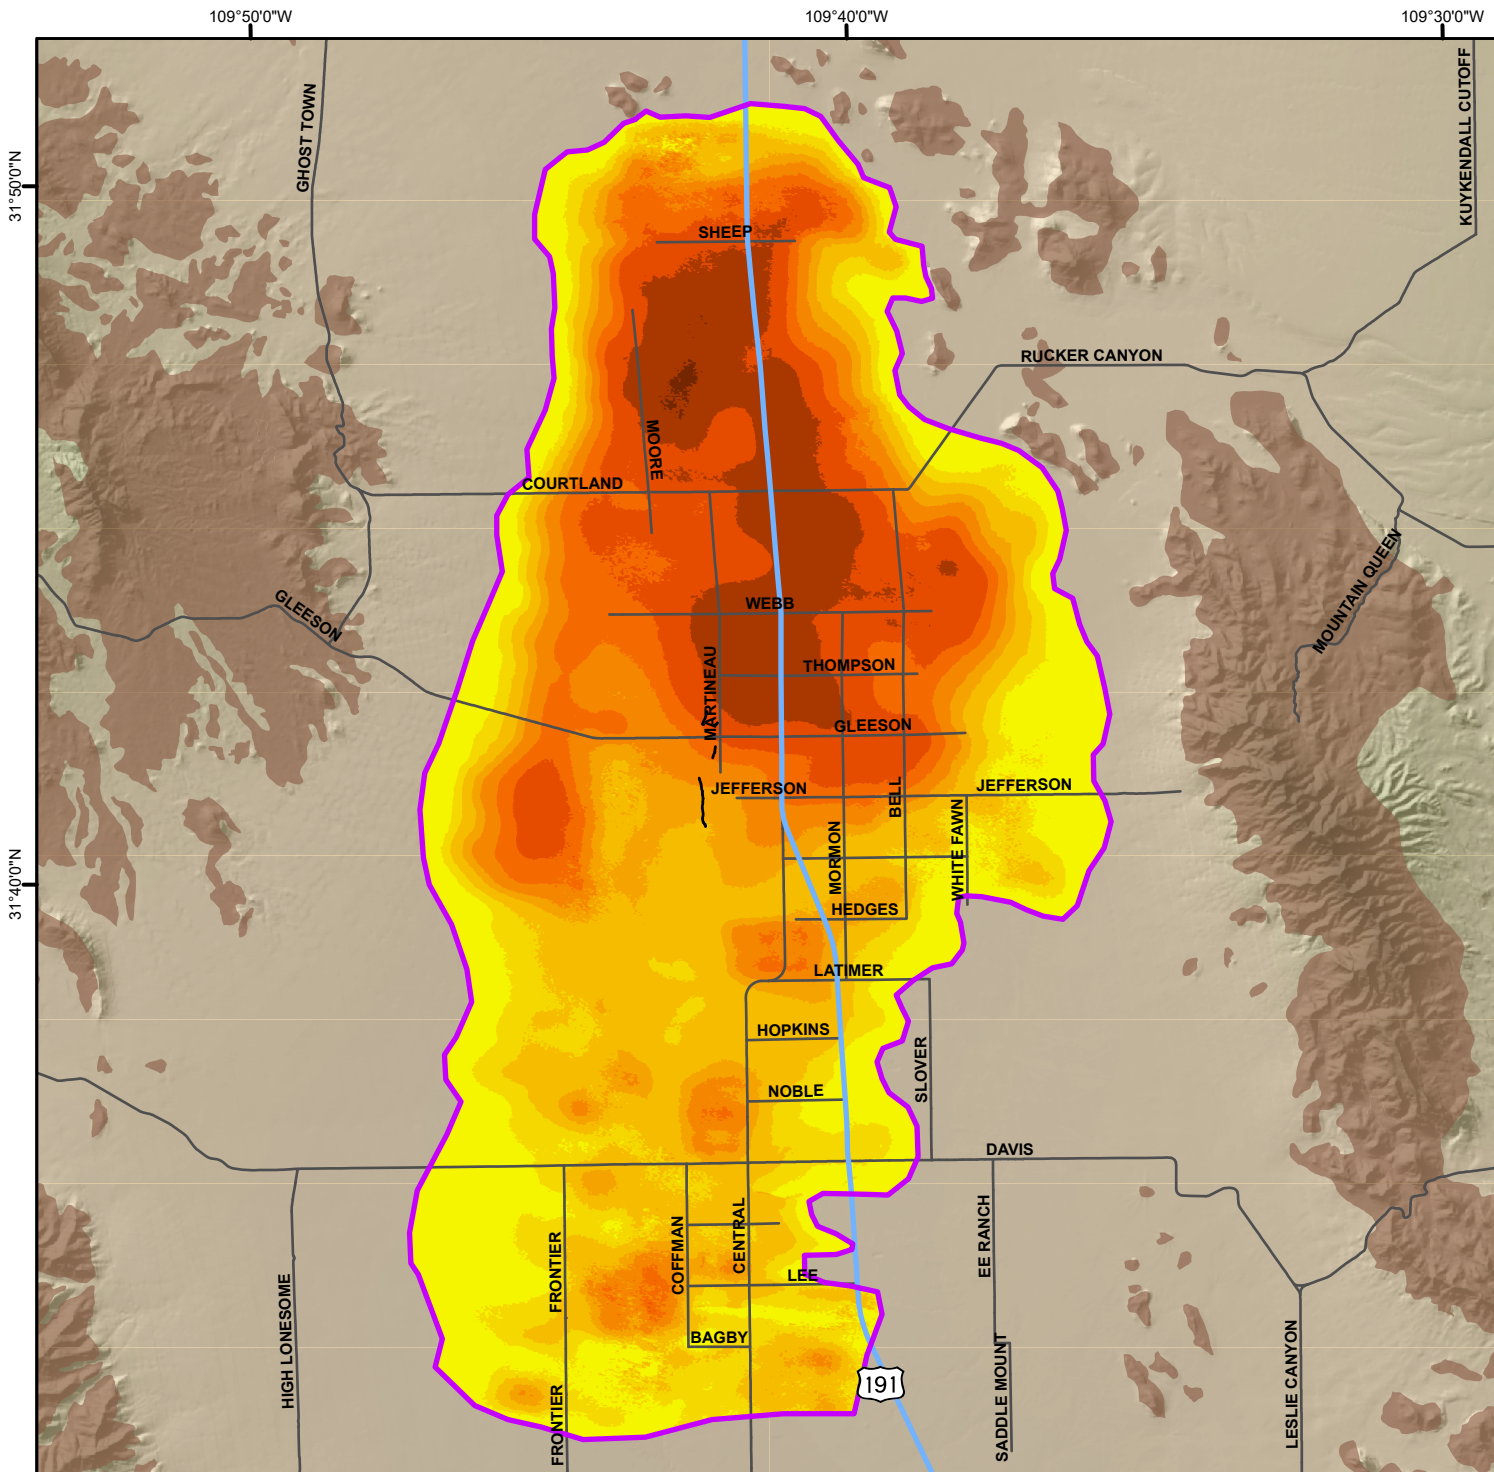 109°50'0"W
109°40'0"W
109°30'0"W
GHOST TOWN
KUYKENDALL CUTOFF
31°50'0"N
SHEEP
RUCKER CANYON
MOORE
COURTLAND
MOUNTAIN QUEEN
GLEESON
WEBB
THOMPSON
MARTINEAU
GLEESON
JEFFERSON
JEFFERSON
BELL
MORMON
WHITE FAWN
31°40'0"N
HEDGES
LATIMER
HOPKINS
SLOVER
NOBLE
DAVIS
FRONTIER
COFFMAN
CENTRAL
EE RANCH
LEE
HIGH LONESOME
BAGBY
SADDLE MOUNT
LESLIE CANYON
191
FRONTIER